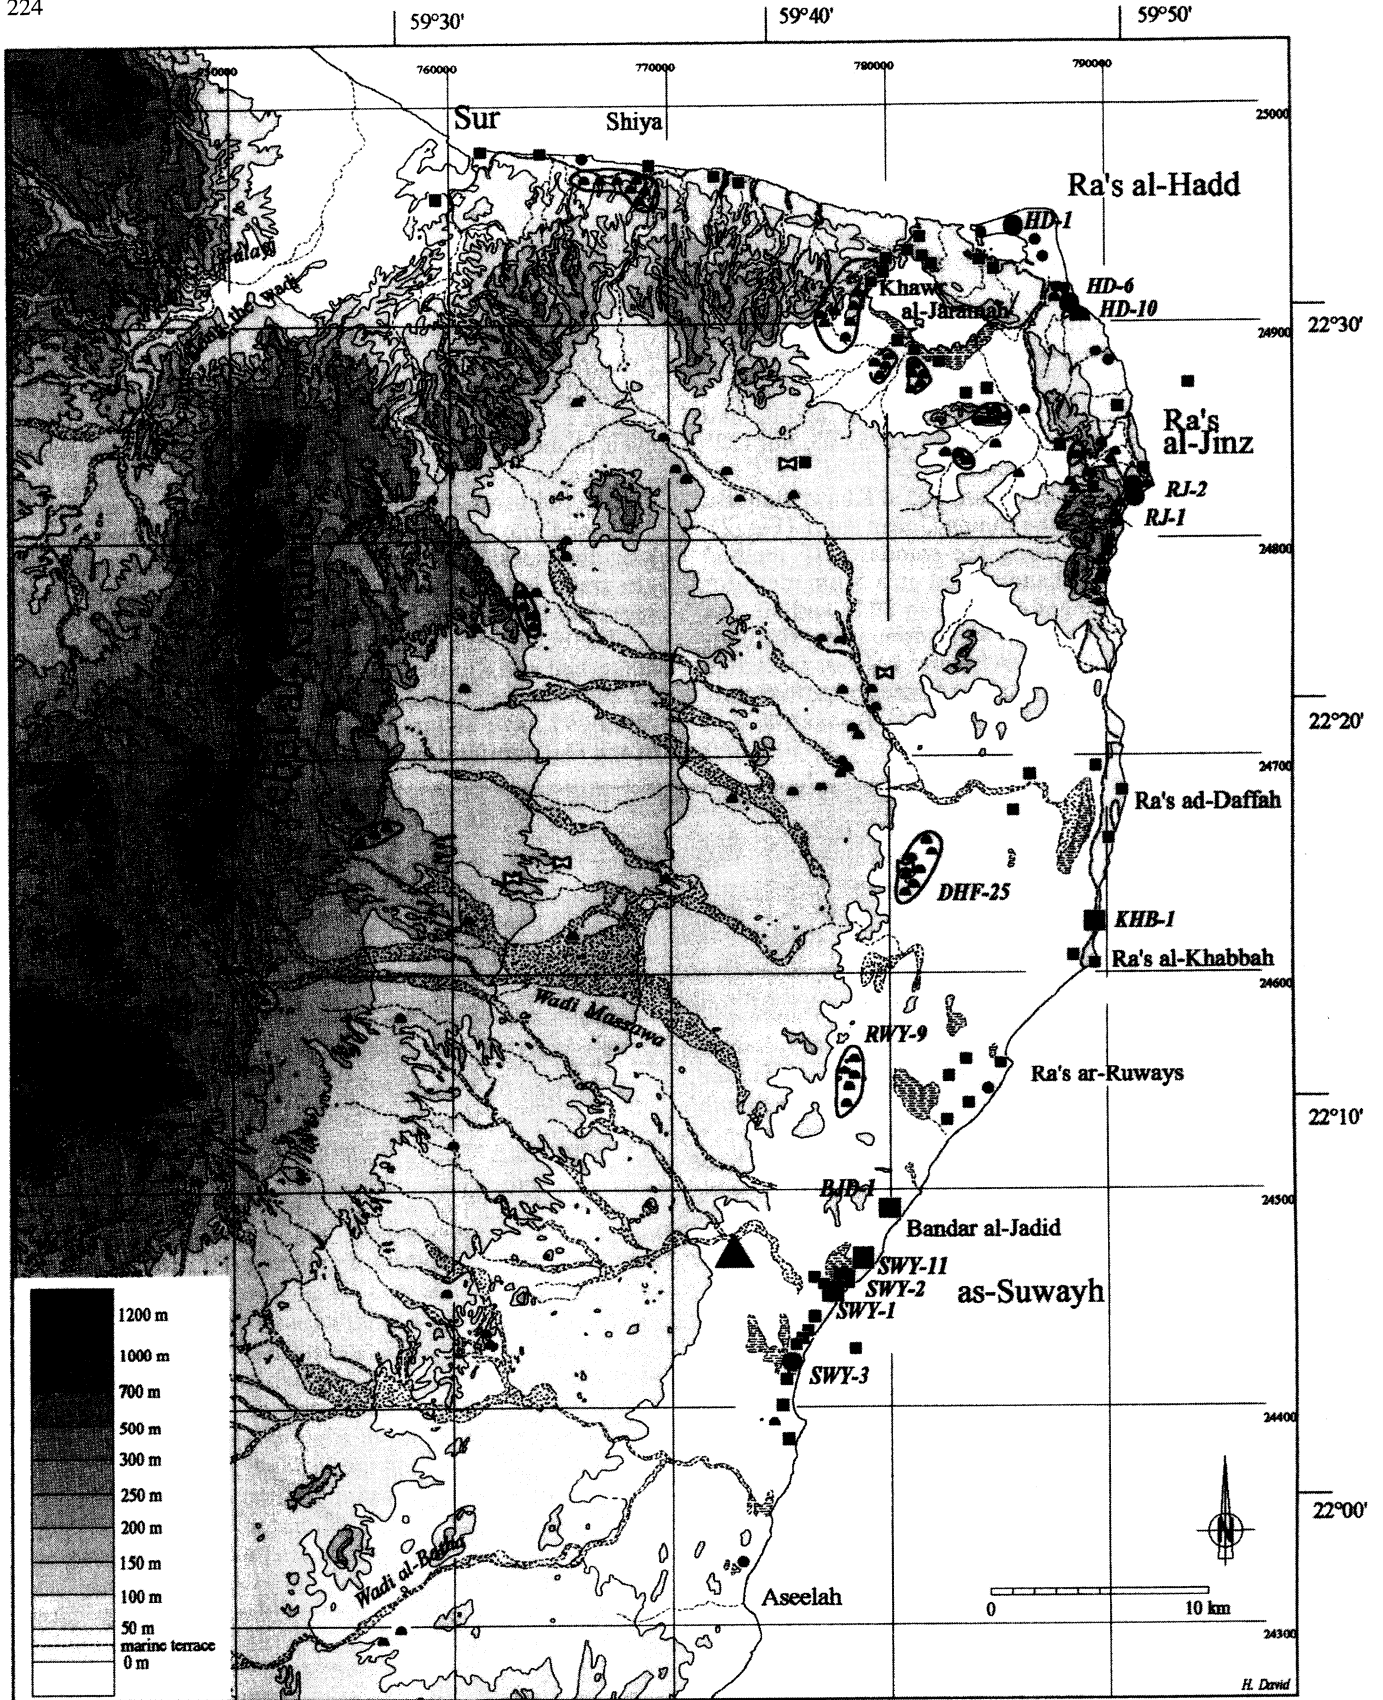 224
59°30'
59°40'
59°50'
760000
770000
780000
790000
25000
Sur
Shiya
Ra's al-Hadd
HD-1
HD-6
HD-10
Khawr
al-Jaramah
24900
22°30'
Ra's
al-Jinz
RJ-2
RJ-1
24800
22°20'
24700
Ra's ad-Daffah
DHF-25
KHB-1
Ra's al-Khabbah
24600
Wadi Massawa
RWY-9
Ra's ar-Ruways
22°10'
BJD-1
24500
Bandar al-Jadid
SWY-11
SWY-2
as-Suwayh
SWY-1
SWY-3
24400
1200 m
1000 m
700 m
500 m
300 m
250 m
200 m
150 m
100 m
50 m
marine terrace
0 m
22°00'
N
Wadi al-Batha
Aseelah
0
10 km
24300
H. David